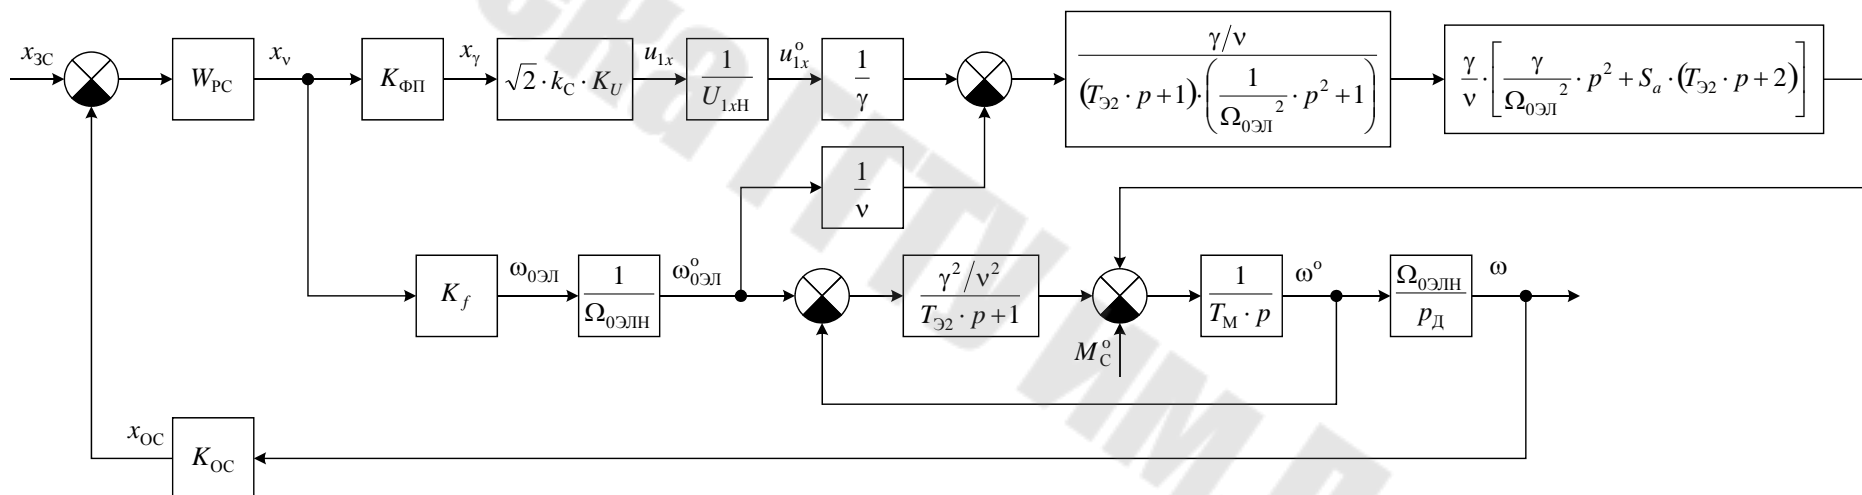 x_ЗС
W_РС
x_ν
K_ФП
x_γ
√2 · k_С · K_U
u_1x
1 / U_1xН
u°_1x
1 / γ
(γ/ν) / ((T_Э2 · p + 1) · (1 / Ω_0ЭЛ² · p² + 1))
γ / ν · [γ / Ω_0ЭЛ² · p² + S_a · (T_Э2 · p + 2)]
1 / ν
K_f
ω_0ЭЛ
1 / Ω_0ЭЛН
ω°_0ЭЛ
(γ²/ν²) / (T_Э2 · p + 1)
M°_С
1 / (T_М · p)
ω°
Ω_0ЭЛН / p_Д
ω
x_ОС
K_ОС
ГГТУ им